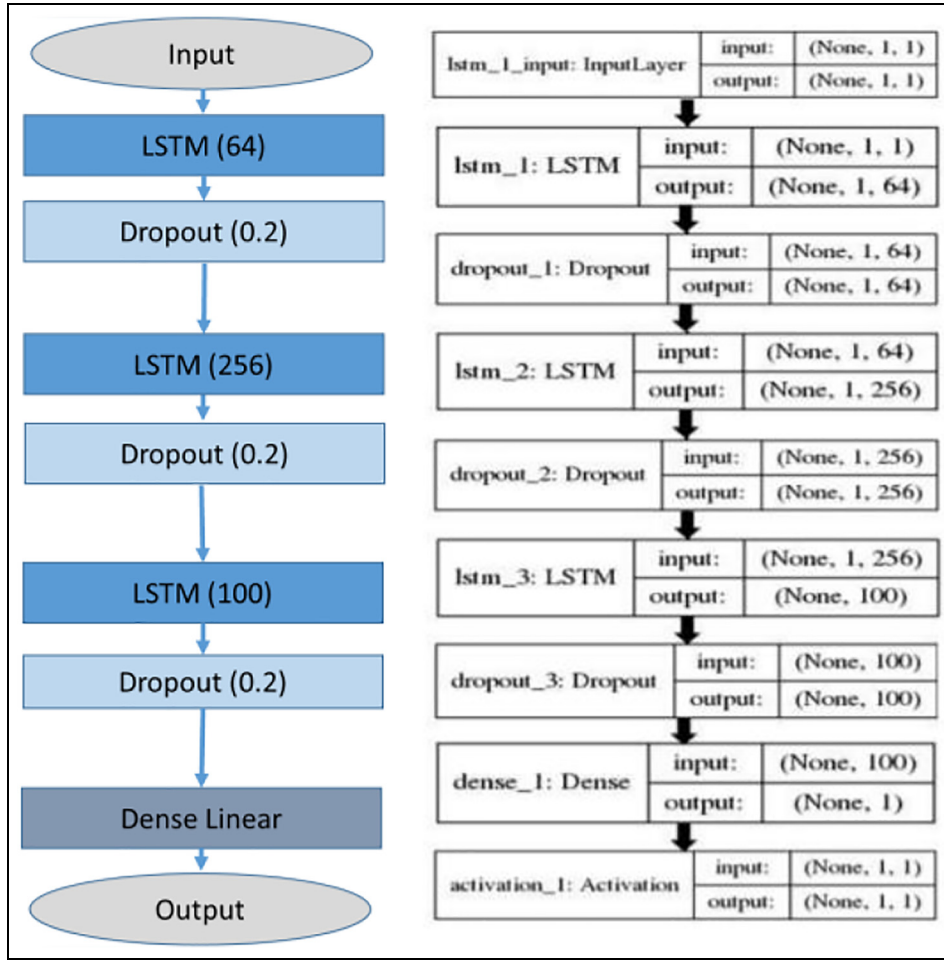 Input
LSTM (64)
Dropout (0.2)
LSTM (256)
Dropout (0.2)
LSTM (100)
Dropout (0.2)
Dense Linear
Output
lstm_1_input: InputLayer
input: (None, 1, 1)
output: (None, 1, 1)
lstm_1: LSTM
input: (None, 1, 1)
output: (None, 1, 64)
dropout_1: Dropout
input: (None, 1, 64)
output: (None, 1, 64)
lstm_2: LSTM
input: (None, 1, 64)
output: (None, 1, 256)
dropout_2: Dropout
input: (None, 1, 256)
output: (None, 1, 256)
lstm_3: LSTM
input: (None, 1, 256)
output: (None, 100)
dropout_3: Dropout
input: (None, 100)
output: (None, 100)
dense_1: Dense
input: (None, 100)
output: (None, 1)
activation_1: Activation
input: (None, 1, 1)
output: (None, 1, 1)